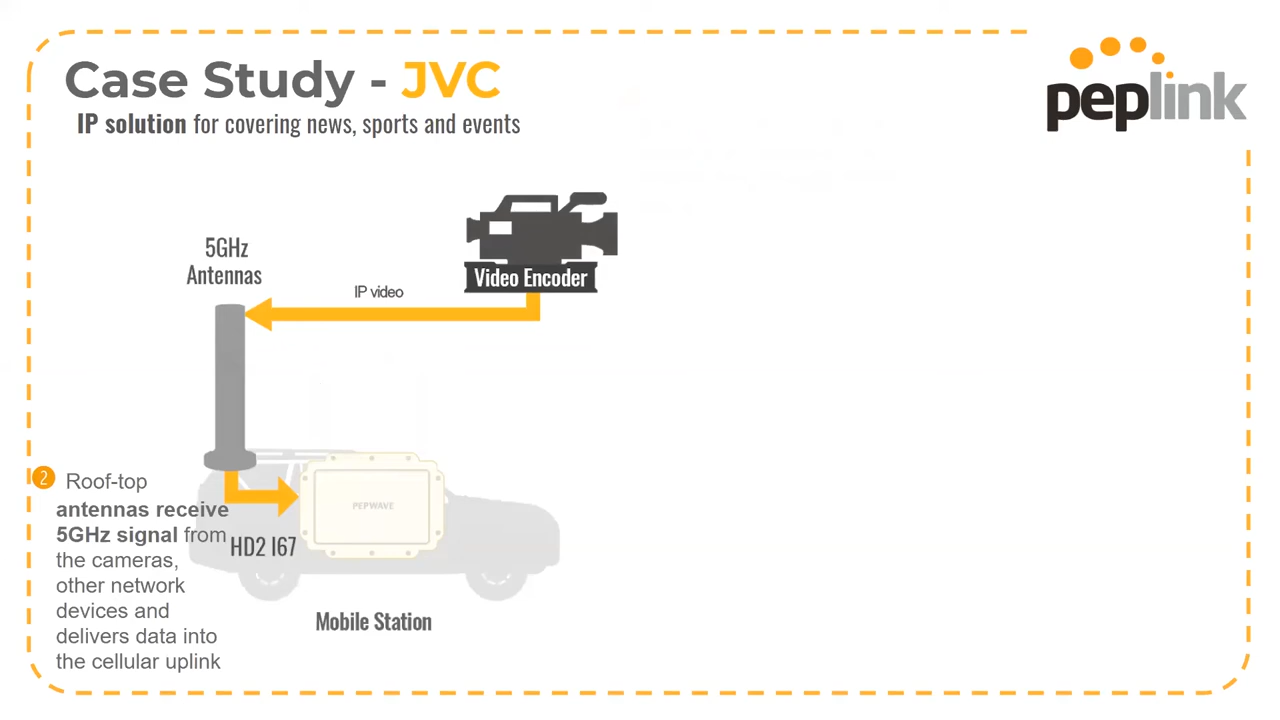 Case Study - JVC
IP solution for covering news, sports and events
peplink
5GHz
Antennas
IP video
Video Encoder
PEPWAVE
HD2 I67
Mobile Station
2 Roof-top
antennas receive
5GHz signal from
the cameras,
other network
devices and
delivers data into
the cellular uplink